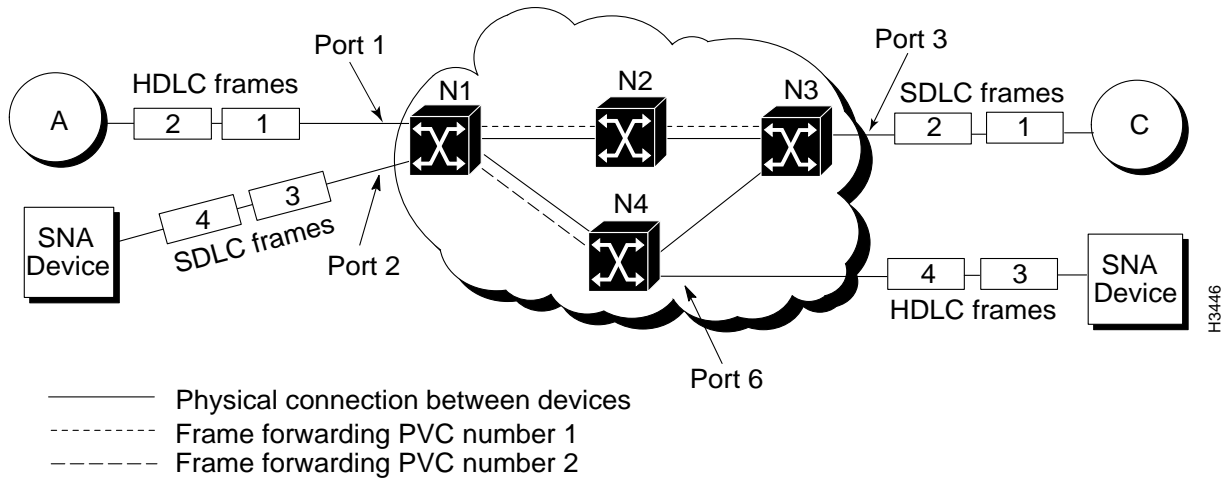 Port 1
Port 3
HDLC frames
N1
N2
N3
SDLC frames
A
2
1
2
1
C
4
3
SDLC frames
Port 2
SNA
Device
N4
4
3
HDLC frames
SNA
Device
Port 6
H3446
Physical connection between devices
Frame forwarding PVC number 1
Frame forwarding PVC number 2